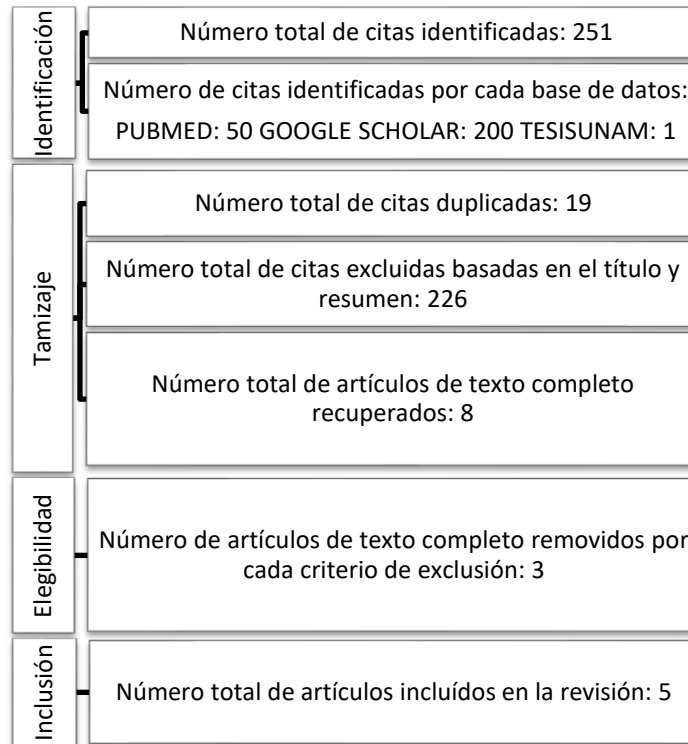 Identificación
Número total de citas identificadas: 251
Número de citas identificadas por cada base de datos:
PUBMED: 50 GOOGLE SCHOLAR: 200 TESISUNAM: 1
Tamizaje
Número total de citas duplicadas: 19
Número total de citas excluidas basadas en el título y
resumen: 226
Número total de artículos de texto completo
recuperados: 8
Elegibilidad
Número de artículos de texto completo removidos por
cada criterio de exclusión: 3
Inclusión
Número total de artículos incluídos en la revisión: 5